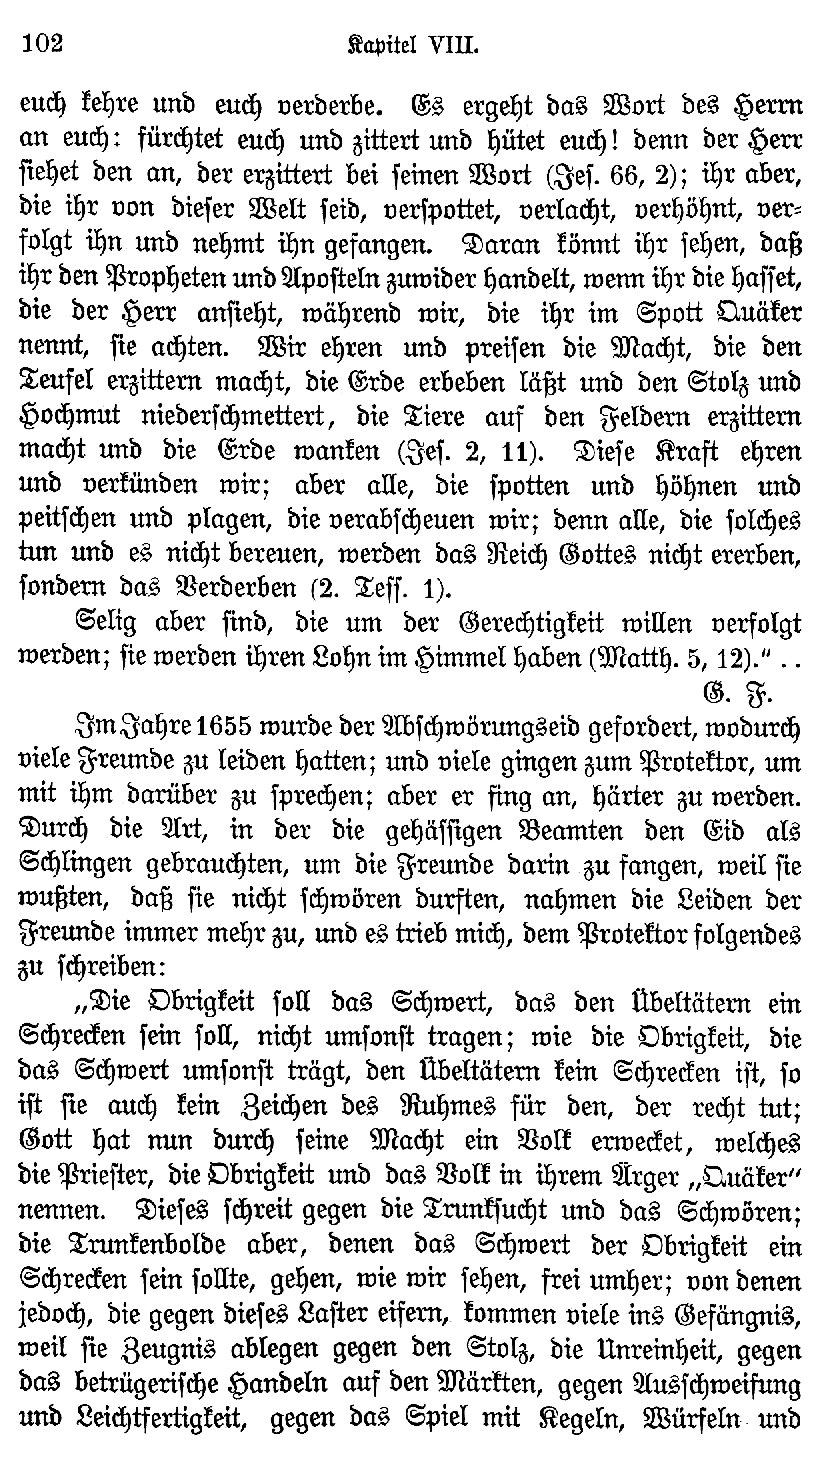 102 Kapitel VIII.
euch kehre und euch verderbe. Es ergeht das Wort des Herrn
an euch: fürchtet euch und zittert und hütet euch! denn der Herr
siehet den an, der erzittert bei seinen Wort (Jes. 66, 2); ihr aber,
die ihr von dieser Welt seid, verspottet, verlacht, verhöhnt, ver-
folgt ihn und nehmt ihn gefangen. Daran könnt ihr sehen, daß
ihr den Propheten und Aposteln zuwider handelt, wenn ihr die hasset,
die der Herr ansieht, während wir, die ihr im Spott Quäker
nennt, sie achten. Wir ehren und preisen die Macht, die den
Teufel erzittern macht, die Erde erbeben läßt und den Stolz und
Hochmut niederschmettert, die Tiere auf den Feldern erzittern
macht und die Erde wanken (Jes. 2, 11). Diese Kraft ehren
und verkünden wir; aber alle, die spotten und höhnen und
peitschen und plagen, die verabscheuen wir; denn alle, die solches
tun und es nicht bereuen, werden das Reich Gottes nicht ererben,
sondern das Verderben (2. Tess. 1).
Selig aber sind, die um der Gerechtigkeit willen verfolgt
werden; sie werden ihren Lohn im Himmel haben (Matth. 5, 12).“ . .
G. F.
Im Jahre 1655 wurde der Abschwörungseid gefordert, wodurch
viele Freunde zu leiden hatten; und viele gingen zum Protektor, um
mit ihm darüber zu sprechen; aber er fing an, härter zu werden.
Durch die Art, in der die gehässigen Beamten den Eid als
Schlingen gebrauchten, um die Freunde darin zu fangen, weil sie
wußten, daß sie nicht schwören durften, nahmen die Leiden der
Freunde immer mehr zu, und es trieb mich, dem Protektor folgendes
zu schreiben:
„Die Obrigkeit soll das Schwert, das den Übeltätern ein
Schrecken sein soll, nicht umsonst tragen; wie die Obrigkeit, die
das Schwert umsonst trägt, den Übeltätern kein Schrecken ist, so
ist sie auch kein Zeichen des Ruhmes für den, der recht tut;
Gott hat nun durch seine Macht ein Volk erwecket, welches
die Priester, die Obrigkeit und das Volk in ihrem Ärger „Quäker“
nennen. Dieses schreit gegen die Trunksucht und das Schwören;
die Trunkenbolde aber, denen das Schwert der Obrigkeit ein
Schrecken sein sollte, gehen, wie wir sehen, frei umher; von denen
jedoch, die gegen dieses Laster eifern, kommen viele ins Gefängnis,
weil sie Zeugnis ablegen gegen den Stolz, die Unreinheit, gegen
das betrügerische Handeln auf den Märkten, gegen Ausschweifung
und Leichtfertigkeit, gegen das Spiel mit Kegeln, Würfeln und